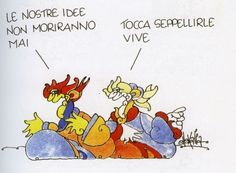 LE NOSTRE IDEE
NON MORIRANNO
MAI
TOCCA SEPPELLIRLE
VIVE